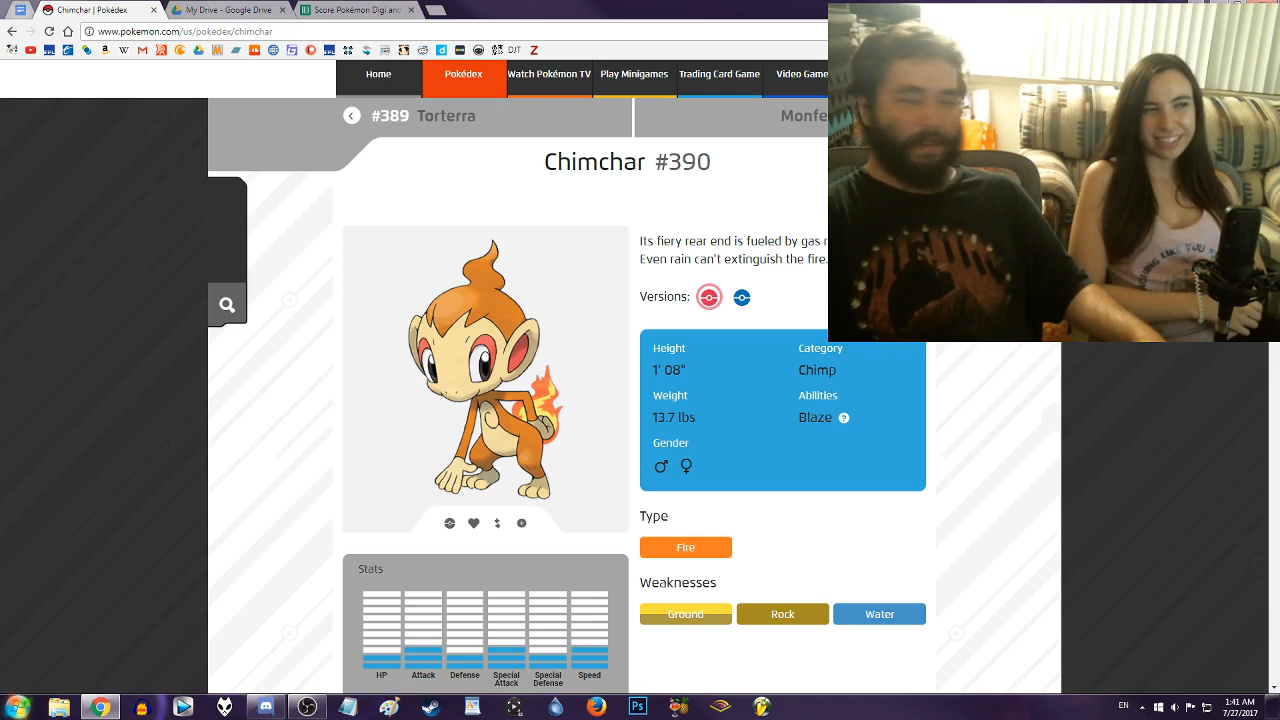 Chimchar | Pokédex
My Drive - Google Drive
Score Pokémon Digi and
www.pokemon.com/us/pokedex/chimchar
DJT
Home
Pokédex
Watch Pokémon TV
Play Minigames
Trading Card Game
Video Game
#389 Torterra
Monfe
Chimchar #390
Its fiery rear end is fueled by gas
Even rain can't extinguish the fire.
Versions:
Height
1' 08"
Category
Chimp
Weight
13.7 lbs
Abilities
Blaze
Gender
Type
Fire
Weaknesses
Ground
Rock
Water
Stats
HP
Attack
Defense
Special
Attack
Special
Defense
Speed
EN
1:41 AM
7/27/2017